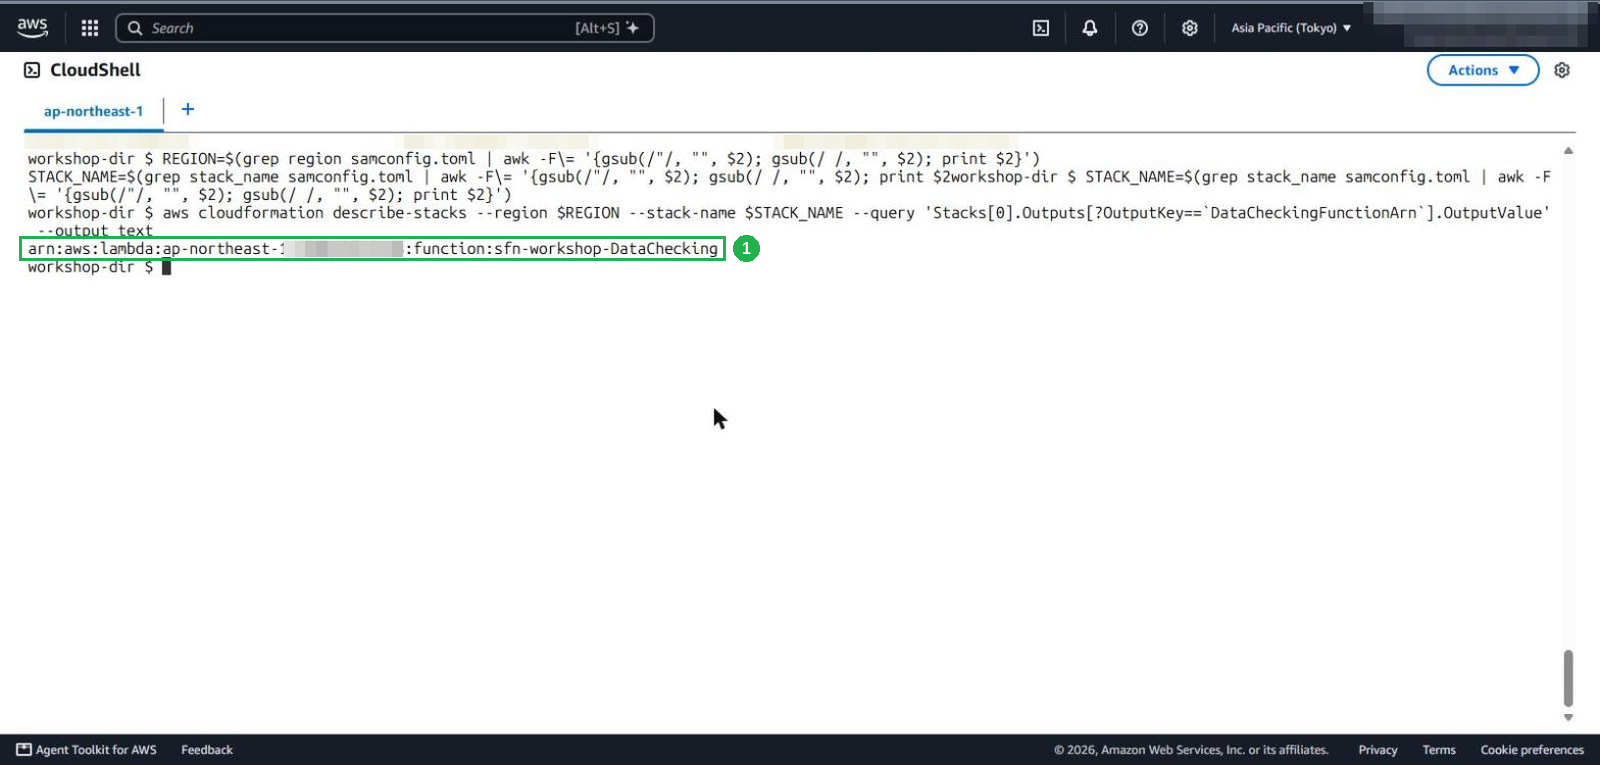 aws
Search [Alt+S]
Asia Pacific (Tokyo)
CloudShell
Actions
ap-northeast-1 +
workshop-dir $ REGION=$(grep region samconfig.toml | awk -F\= '{gsub(/"/, "", $2); gsub(/ /, "", $2); print $2}')
STACK_NAME=$(grep stack_name samconfig.toml | awk -F\= '{gsub(/"/, "", $2); gsub(/ /, "", $2); print $2workshop-dir $ STACK_NAME=$(grep stack_name samconfig.toml | awk -F
\= '{gsub(/"/, "", $2); gsub(/ /, "", $2); print $2}')
workshop-dir $ aws cloudformation describe-stacks --region $REGION --stack-name $STACK_NAME --query 'Stacks[0].Outputs[?OutputKey==`DataCheckingFunctionArn`].OutputValue'
--output text
arn:aws:lambda:ap-northeast-1 :function:sfn-workshop-DataChecking 1
workshop-dir $
Agent Toolkit for AWS Feedback © 2026, Amazon Web Services, Inc. or its affiliates. Privacy Terms Cookie preferences